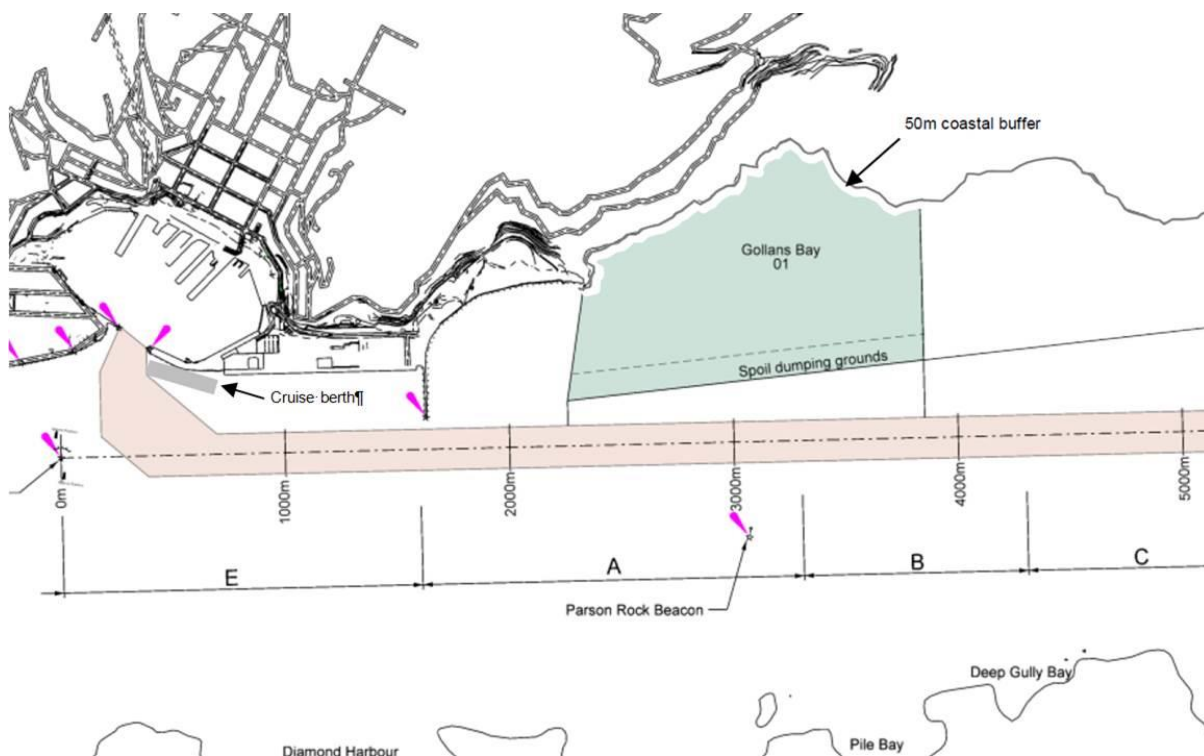 50m coastal buffer
Gollans Bay
01
Spoil dumping grounds
Cruise·berth¶
0m
1000m
2000m
3000m
4000m
5000m
E
A
B
C
Parson Rock Beacon
Deep Gully Bay
Diamond Harbour
Pile Bay